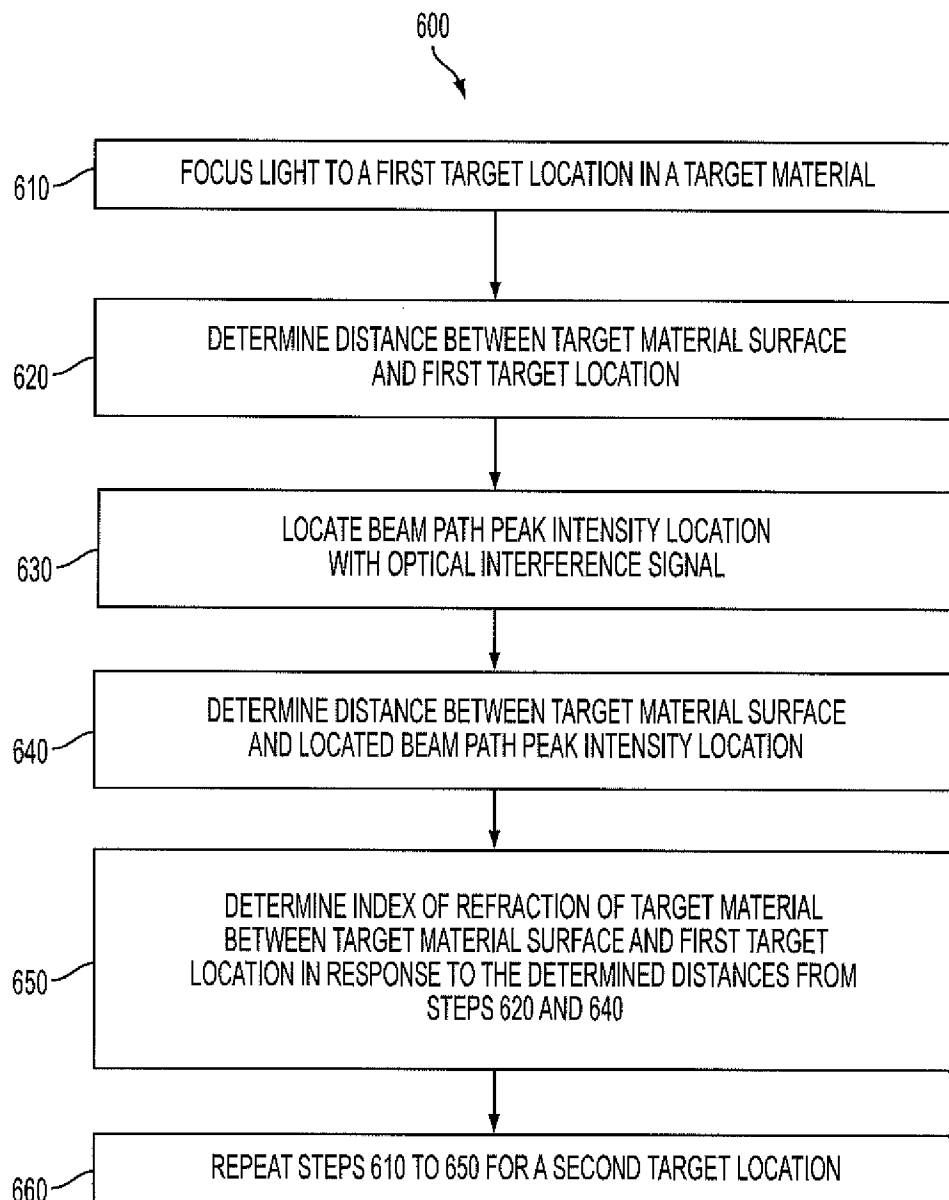 600
610
FOCUS LIGHT TO A FIRST TARGET LOCATION IN A TARGET MATERIAL
620
DETERMINE DISTANCE BETWEEN TARGET MATERIAL SURFACE
AND FIRST TARGET LOCATION
630
LOCATE BEAM PATH PEAK INTENSITY LOCATION
WITH OPTICAL INTERFERENCE SIGNAL
640
DETERMINE DISTANCE BETWEEN TARGET MATERIAL SURFACE
AND LOCATED BEAM PATH PEAK INTENSITY LOCATION
650
DETERMINE INDEX OF REFRACTION OF TARGET MATERIAL
BETWEEN TARGET MATERIAL SURFACE AND FIRST TARGET
LOCATION IN RESPONSE TO THE DETERMINED DISTANCES FROM
STEPS 620 AND 640
660
REPEAT STEPS 610 TO 650 FOR A SECOND TARGET LOCATION